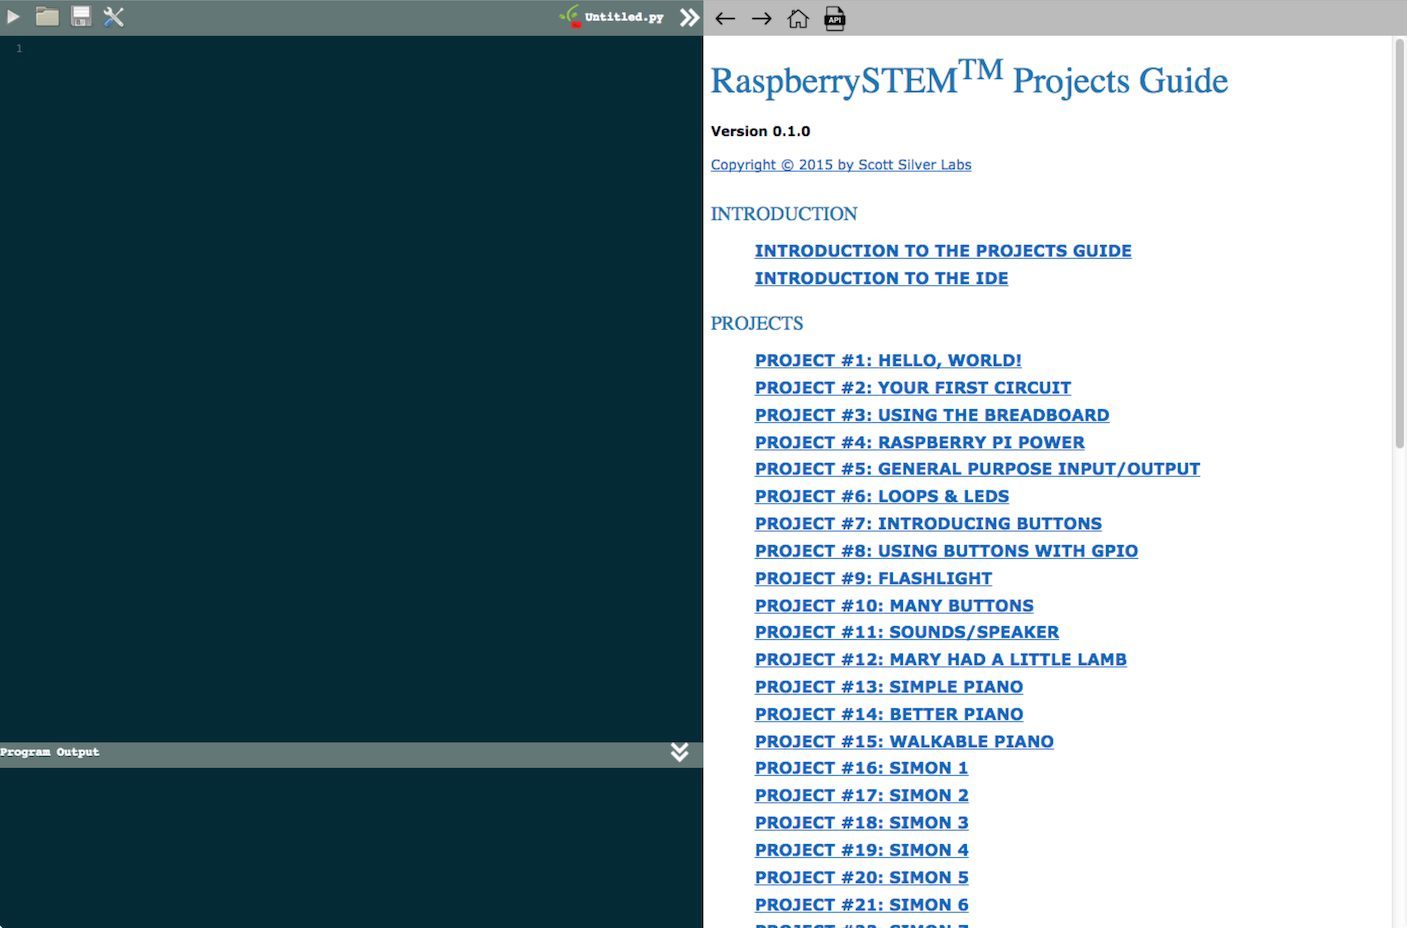 Untitled.py
1
Program Output
API
RaspberrySTEM™ Projects Guide
Version 0.1.0
Copyright © 2015 by Scott Silver Labs
INTRODUCTION
INTRODUCTION TO THE PROJECTS GUIDE
INTRODUCTION TO THE IDE
PROJECTS
PROJECT #1: HELLO, WORLD!
PROJECT #2: YOUR FIRST CIRCUIT
PROJECT #3: USING THE BREADBOARD
PROJECT #4: RASPBERRY PI POWER
PROJECT #5: GENERAL PURPOSE INPUT/OUTPUT
PROJECT #6: LOOPS & LEDS
PROJECT #7: INTRODUCING BUTTONS
PROJECT #8: USING BUTTONS WITH GPIO
PROJECT #9: FLASHLIGHT
PROJECT #10: MANY BUTTONS
PROJECT #11: SOUNDS/SPEAKER
PROJECT #12: MARY HAD A LITTLE LAMB
PROJECT #13: SIMPLE PIANO
PROJECT #14: BETTER PIANO
PROJECT #15: WALKABLE PIANO
PROJECT #16: SIMON 1
PROJECT #17: SIMON 2
PROJECT #18: SIMON 3
PROJECT #19: SIMON 4
PROJECT #20: SIMON 5
PROJECT #21: SIMON 6